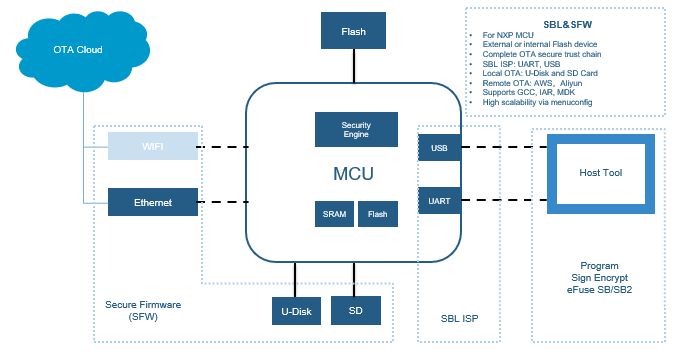 OTA Cloud
Flash
SBL&SFW
• For NXP MCU
• External or internal Flash device
• Complete OTA secure trust chain
• SBL ISP: UART, USB
• Local OTA: U-Disk and SD Card
• Remote OTA: AWS, Aliyun
• Supports GCC, IAR, MDK
• High scalability via menuconfig
Security
Engine
WIFI
USB
MCU
Host Tool
Ethernet
SRAM
Flash
UART
Program
Sign Encrypt
eFuse SB/SB2
Secure Firmware
(SFW)
U-Disk
SD
SBL ISP